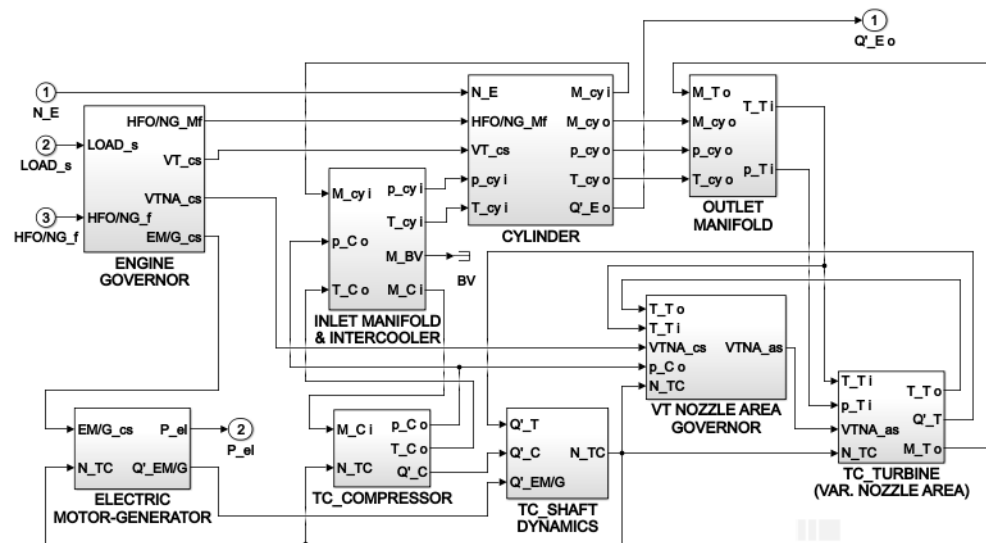 1
Q'_E o
1
N_E
2
LOAD_s
3
HFO/NG_f
LOAD_s
HFO/NG_f
HFO/NG_Mf
VT_cs
VTNA_cs
EM/G_cs
ENGINE
GOVERNOR
M_cy i
p_C o
T_C o
p_cy i
T_cy i
M_BV
M_C i
INLET MANIFOLD
& INTERCOOLER
BV
N_E
HFO/NG_Mf
VT_cs
p_cy i
T_cy i
M_cy i
M_cy o
p_cy o
T_cy o
Q'_E o
CYLINDER
M_T o
M_cy o
p_cy o
T_cy o
T_T i
p_T i
OUTLET
MANIFOLD
T_T o
T_T i
VTNA_cs
p_C o
N_TC
VTNA_as
VT NOZZLE AREA
GOVERNOR
T_T i
p_T i
VTNA_as
N_TC
T_T o
Q'_T
M_T o
TC_TURBINE
(VAR. NOZZLE AREA)
EM/G_cs
N_TC
P_el
Q'_EM/G
ELECTRIC
MOTOR-GENERATOR
2
P_el
M_C i
N_TC
p_C o
T_C o
Q'_C
TC_COMPRESSOR
Q'_T
Q'_C
Q'_EM/G
N_TC
TC_SHAFT
DYNAMICS